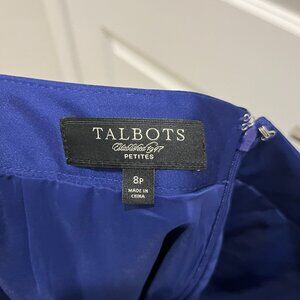 TALBOTS
Established 1947
PETITES
8P
MADE IN
CHINA